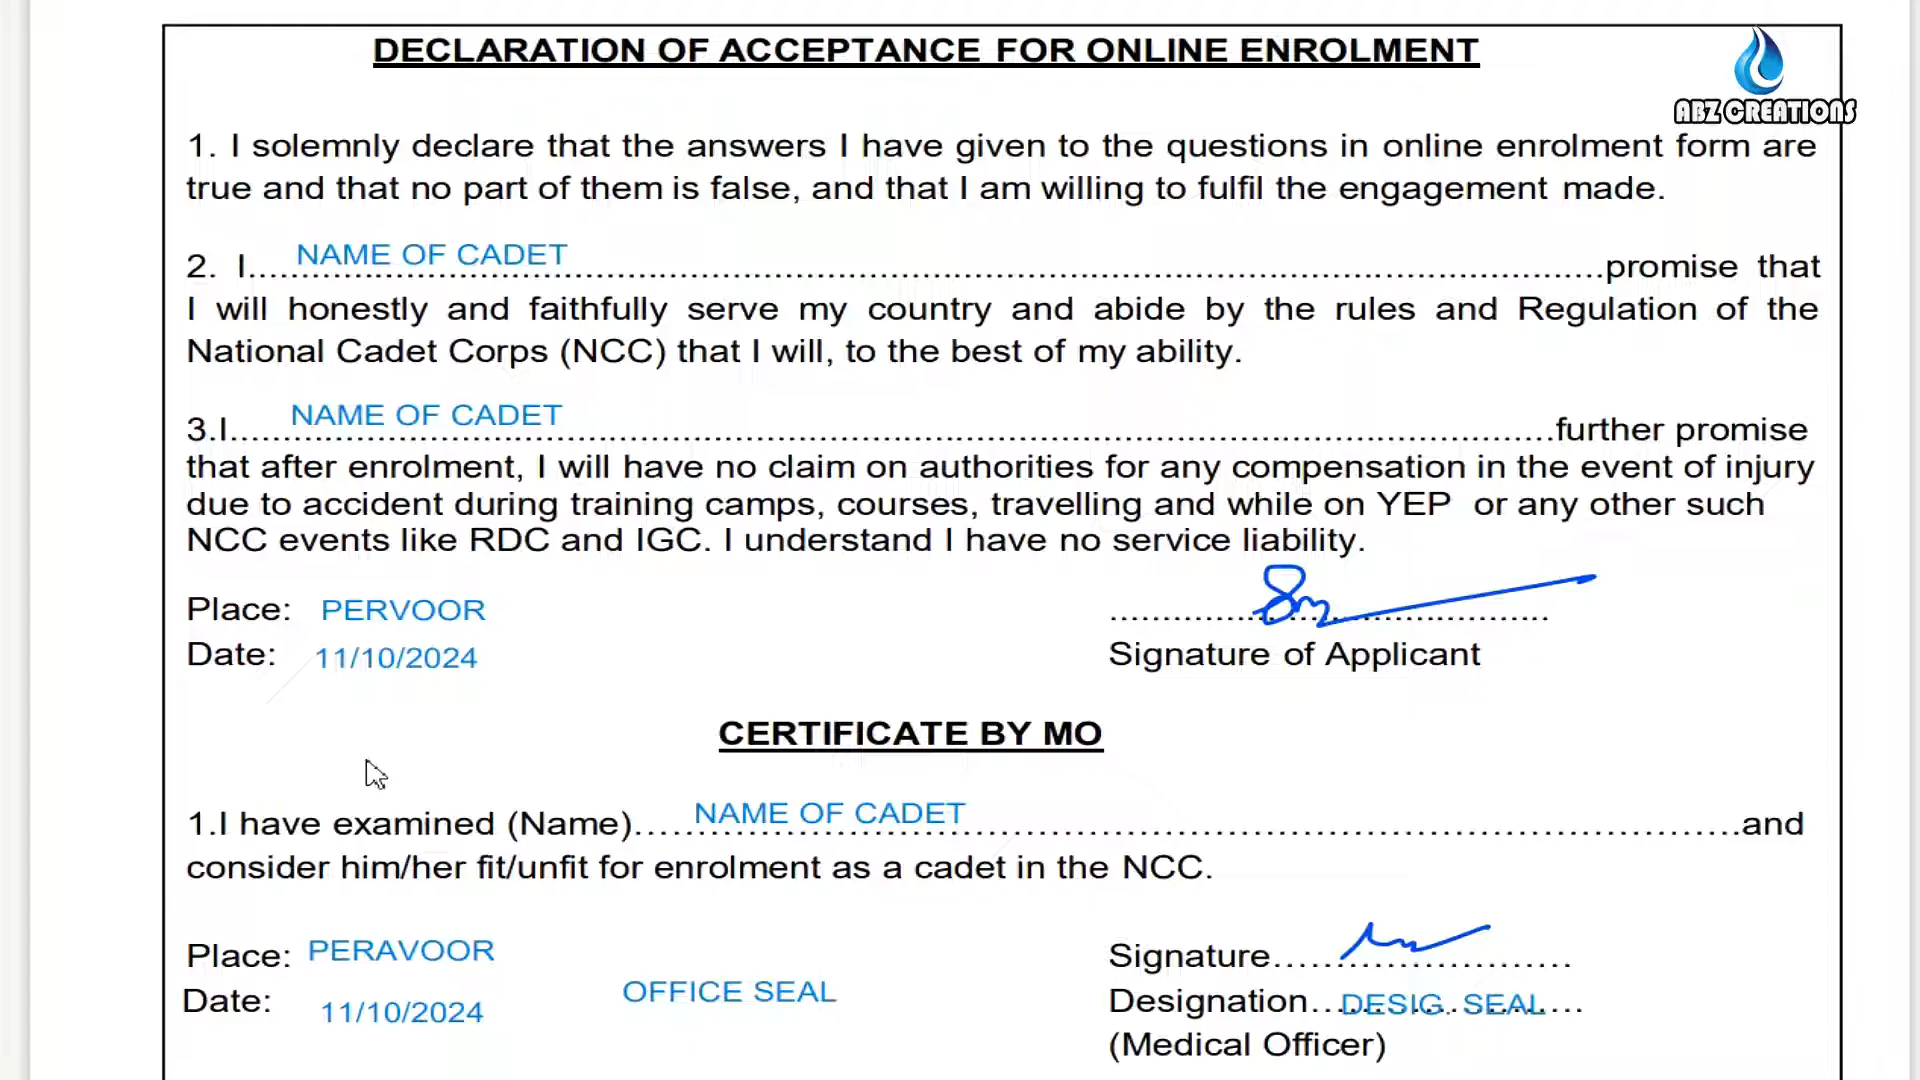 DECLARATION OF ACCEPTANCE FOR ONLINE ENROLMENT
ABZ CREATIONS
1. I solemnly declare that the answers I have given to the questions in online enrolment form are
true and that no part of them is false, and that I am willing to fulfil the engagement made.
2. I....NAME OF CADET....promise that
I will honestly and faithfully serve my country and abide by the rules and Regulation of the
National Cadet Corps (NCC) that I will, to the best of my ability.
3.I....NAME OF CADET....further promise
that after enrolment, I will have no claim on authorities for any compensation in the event of injury
due to accident during training camps, courses, travelling and while on YEP or any other such
NCC events like RDC and IGC. I understand I have no service liability.
Place: PERVOOR
Date: 11/10/2024
Signature of Applicant
CERTIFICATE BY MO
1.I have examined (Name)....NAME OF CADET....and
consider him/her fit/unfit for enrolment as a cadet in the NCC.
Place: PERAVOOR
Signature....
Date: 11/10/2024
OFFICE SEAL
Designation....DESIG. SEAL....
(Medical Officer)